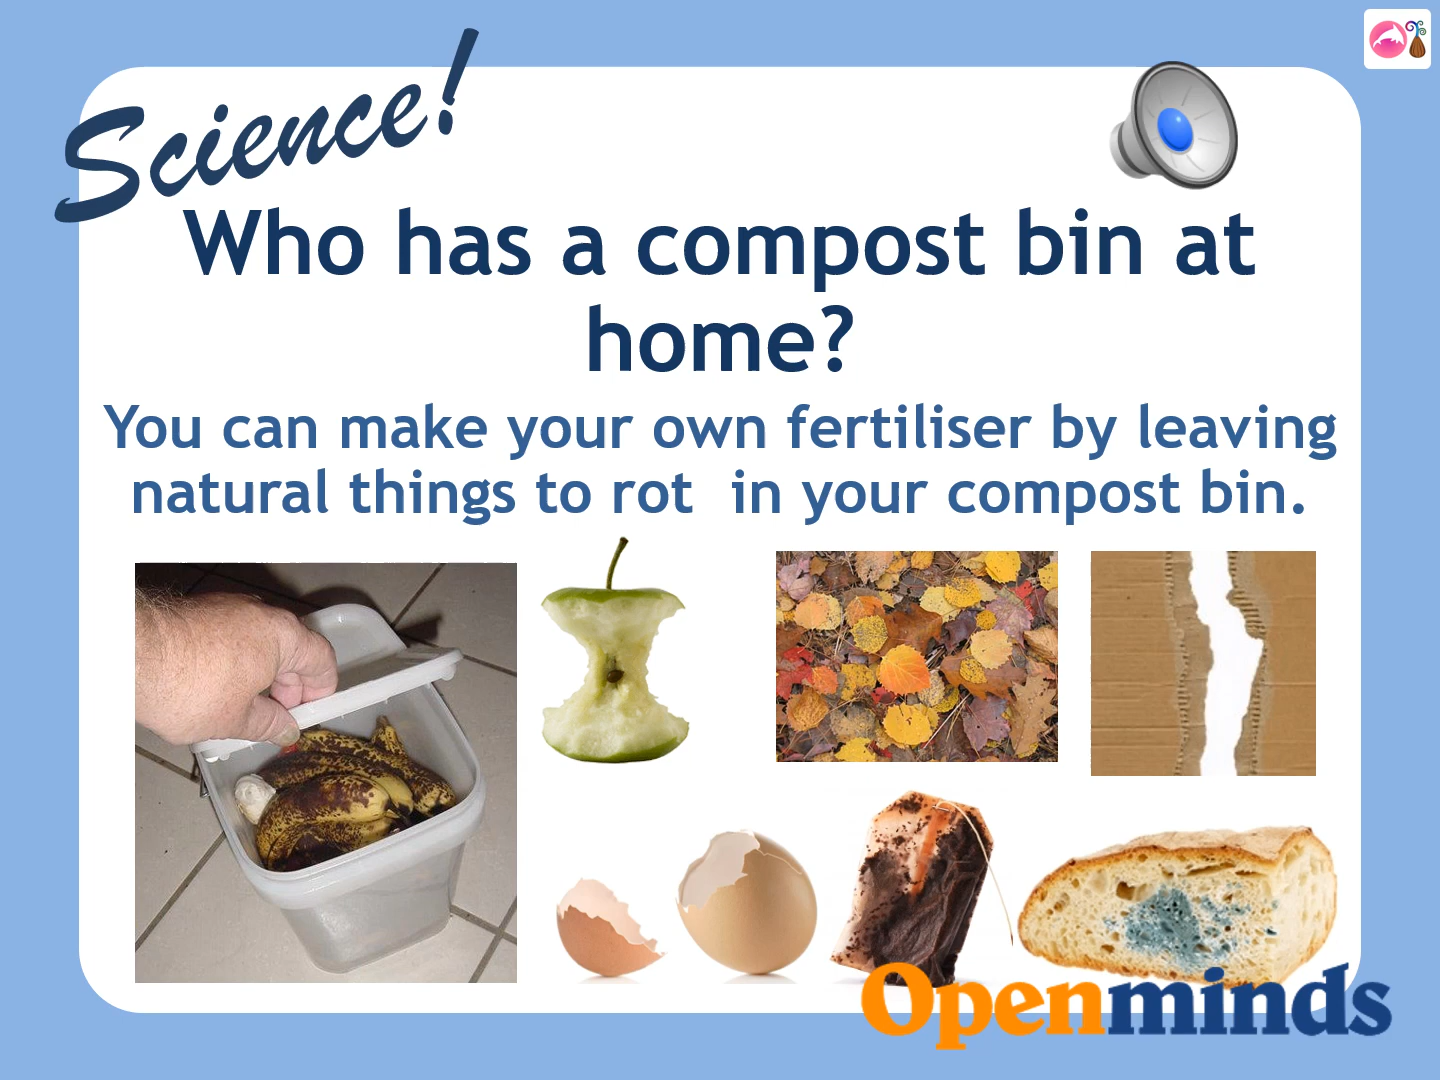 Science!
Who has a compost bin at
home?
You can make your own fertiliser by leaving
natural things to rot  in your compost bin.
Openminds